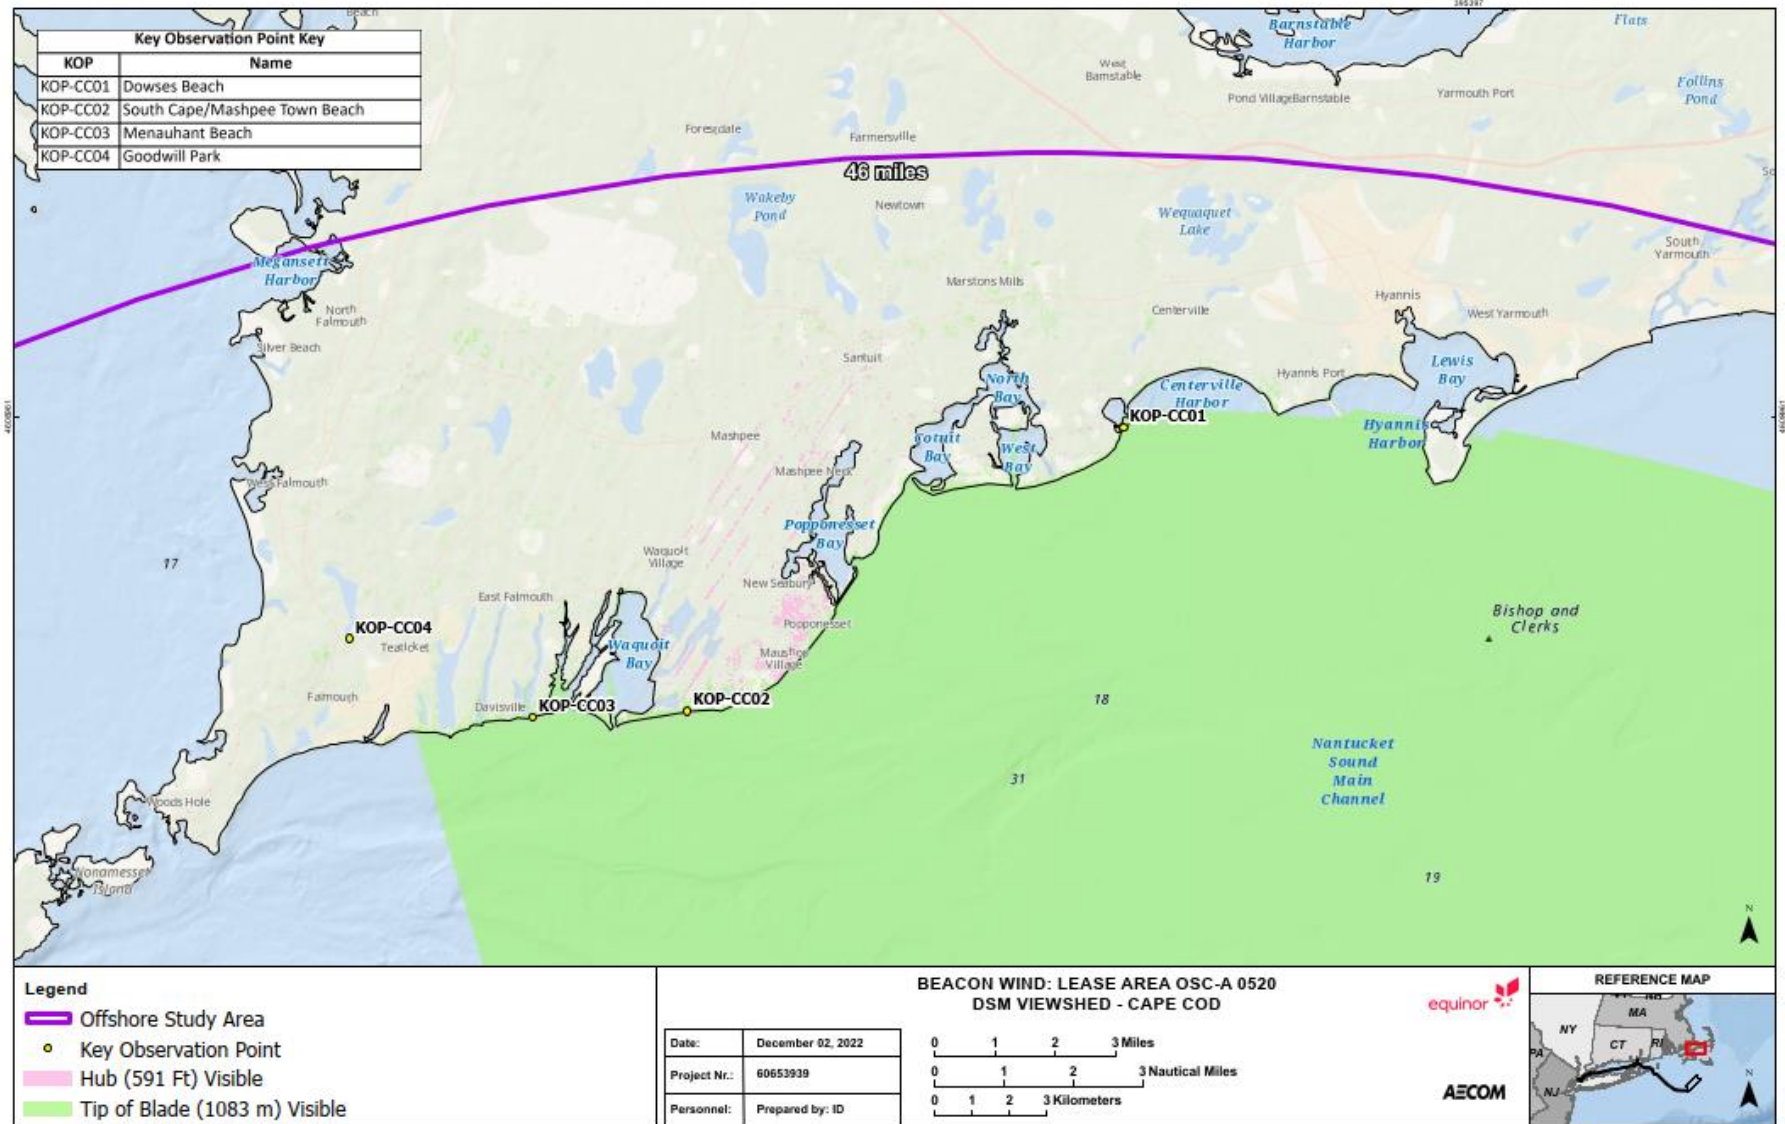 Beach
395397
Key Observation Point Key
KOP Name
KOP-CC01 Dowses Beach
KOP-CC02 South Cape/Mashpee Town Beach
KOP-CC03 Menauhant Beach
KOP-CC04 Goodwill Park
Barnstable
Harbor
Flats
West
Barnstable
Pond Village
Barnstable
Yarmouth Port
Follins
Pond
Forestdale
Farmersville
46 miles
Wakeby
Pond
Newtown
Wequaquet
Lake
South
Yarmouth
Megansett
Harbor
North
Falmouth
Silver Beach
Marstons Mills
Centerville
Hyannis
West Yarmouth
Santuit
North
Bay
Centerville
Harbor
Hyannis Port
Lewis
Bay
KOP-CC01
Mashpee
Cotuit
Bay
West
Bay
Hyannis
Harbor
Mashpee Neck
West Falmouth
Popponesset
Bay
17
Waquoit
Village
New Seabury
East Falmouth
KOP-CC04
Teaticket
Popponesset
Bishop and
Clerks
Waquoit
Bay
Maushop
Village
Falmouth
Davisville
KOP-CC03
KOP-CC02
18
Nantucket
Sound
Main
Channel
31
Woods Hole
Nonamesset
Island
19
N
Legend
Offshore Study Area
Key Observation Point
Hub (591 Ft) Visible
Tip of Blade (1083 m) Visible
BEACON WIND: LEASE AREA OSC-A 0520
DSM VIEWSHED - CAPE COD
Date: December 02, 2022
Project Nr.: 60653939
Personnel: Prepared by: ID
0 1 2 3 Miles
0 1 2 3 Nautical Miles
0 1 2 3 Kilometers
equinor
AECOM
REFERENCE MAP
NH
MA
NY
CT
RI
PA
NJ
N